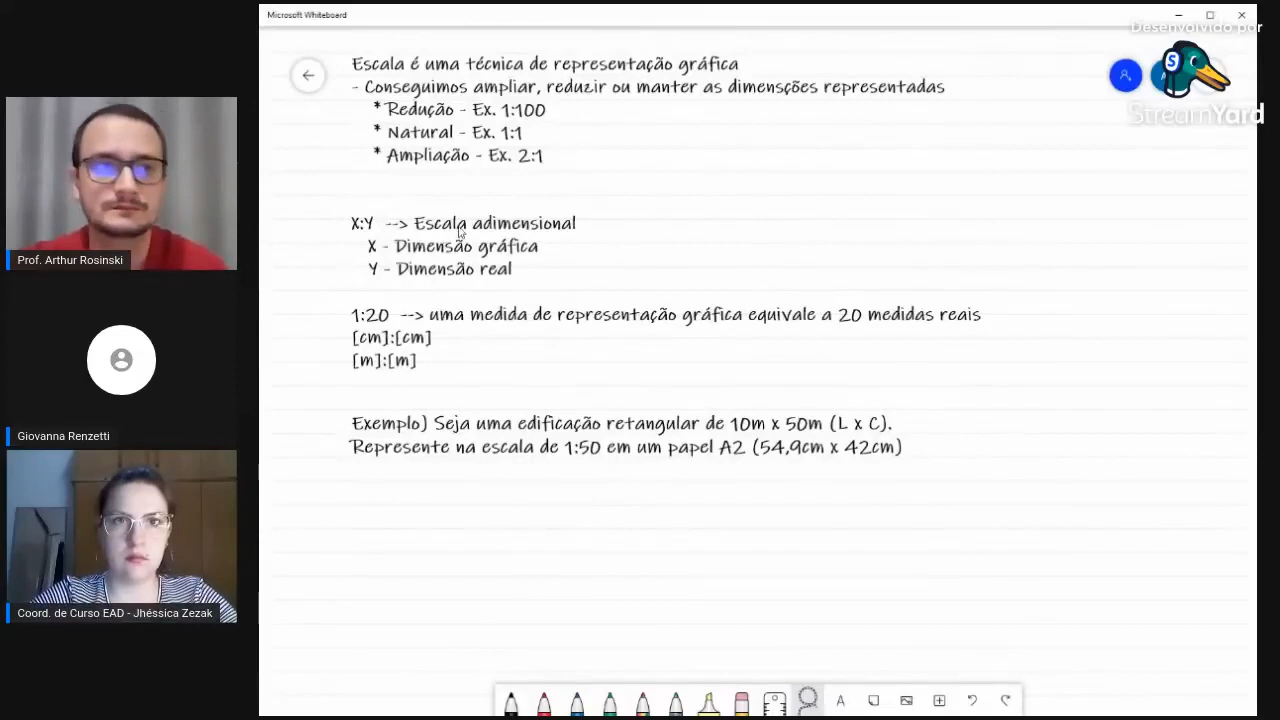 Microsoft Whiteboard
Desenvolvido por
StreamYard
Escala é uma técnica de representação gráfica
- Conseguimos ampliar, reduzir ou manter as dimensções representadas
* Redução - Ex. 1:100
* Natural - Ex. 1:1
* Ampliação - Ex. 2:1
X:Y --> Escala adimensional
X - Dimensão gráfica
Y - Dimensão real
1:20 --> uma medida de representação gráfica equivale a 20 medidas reais
[cm]:[cm]
[m]:[m]
Exemplo) Seja uma edificação retangular de 10m x 50m (L x C).
Represente na escala de 1:50 em um papel A2 (54,9cm x 42cm)
Prof. Arthur Rosinski
Giovanna Renzetti
Coord. de Curso EAD - Jhéssica Zezak